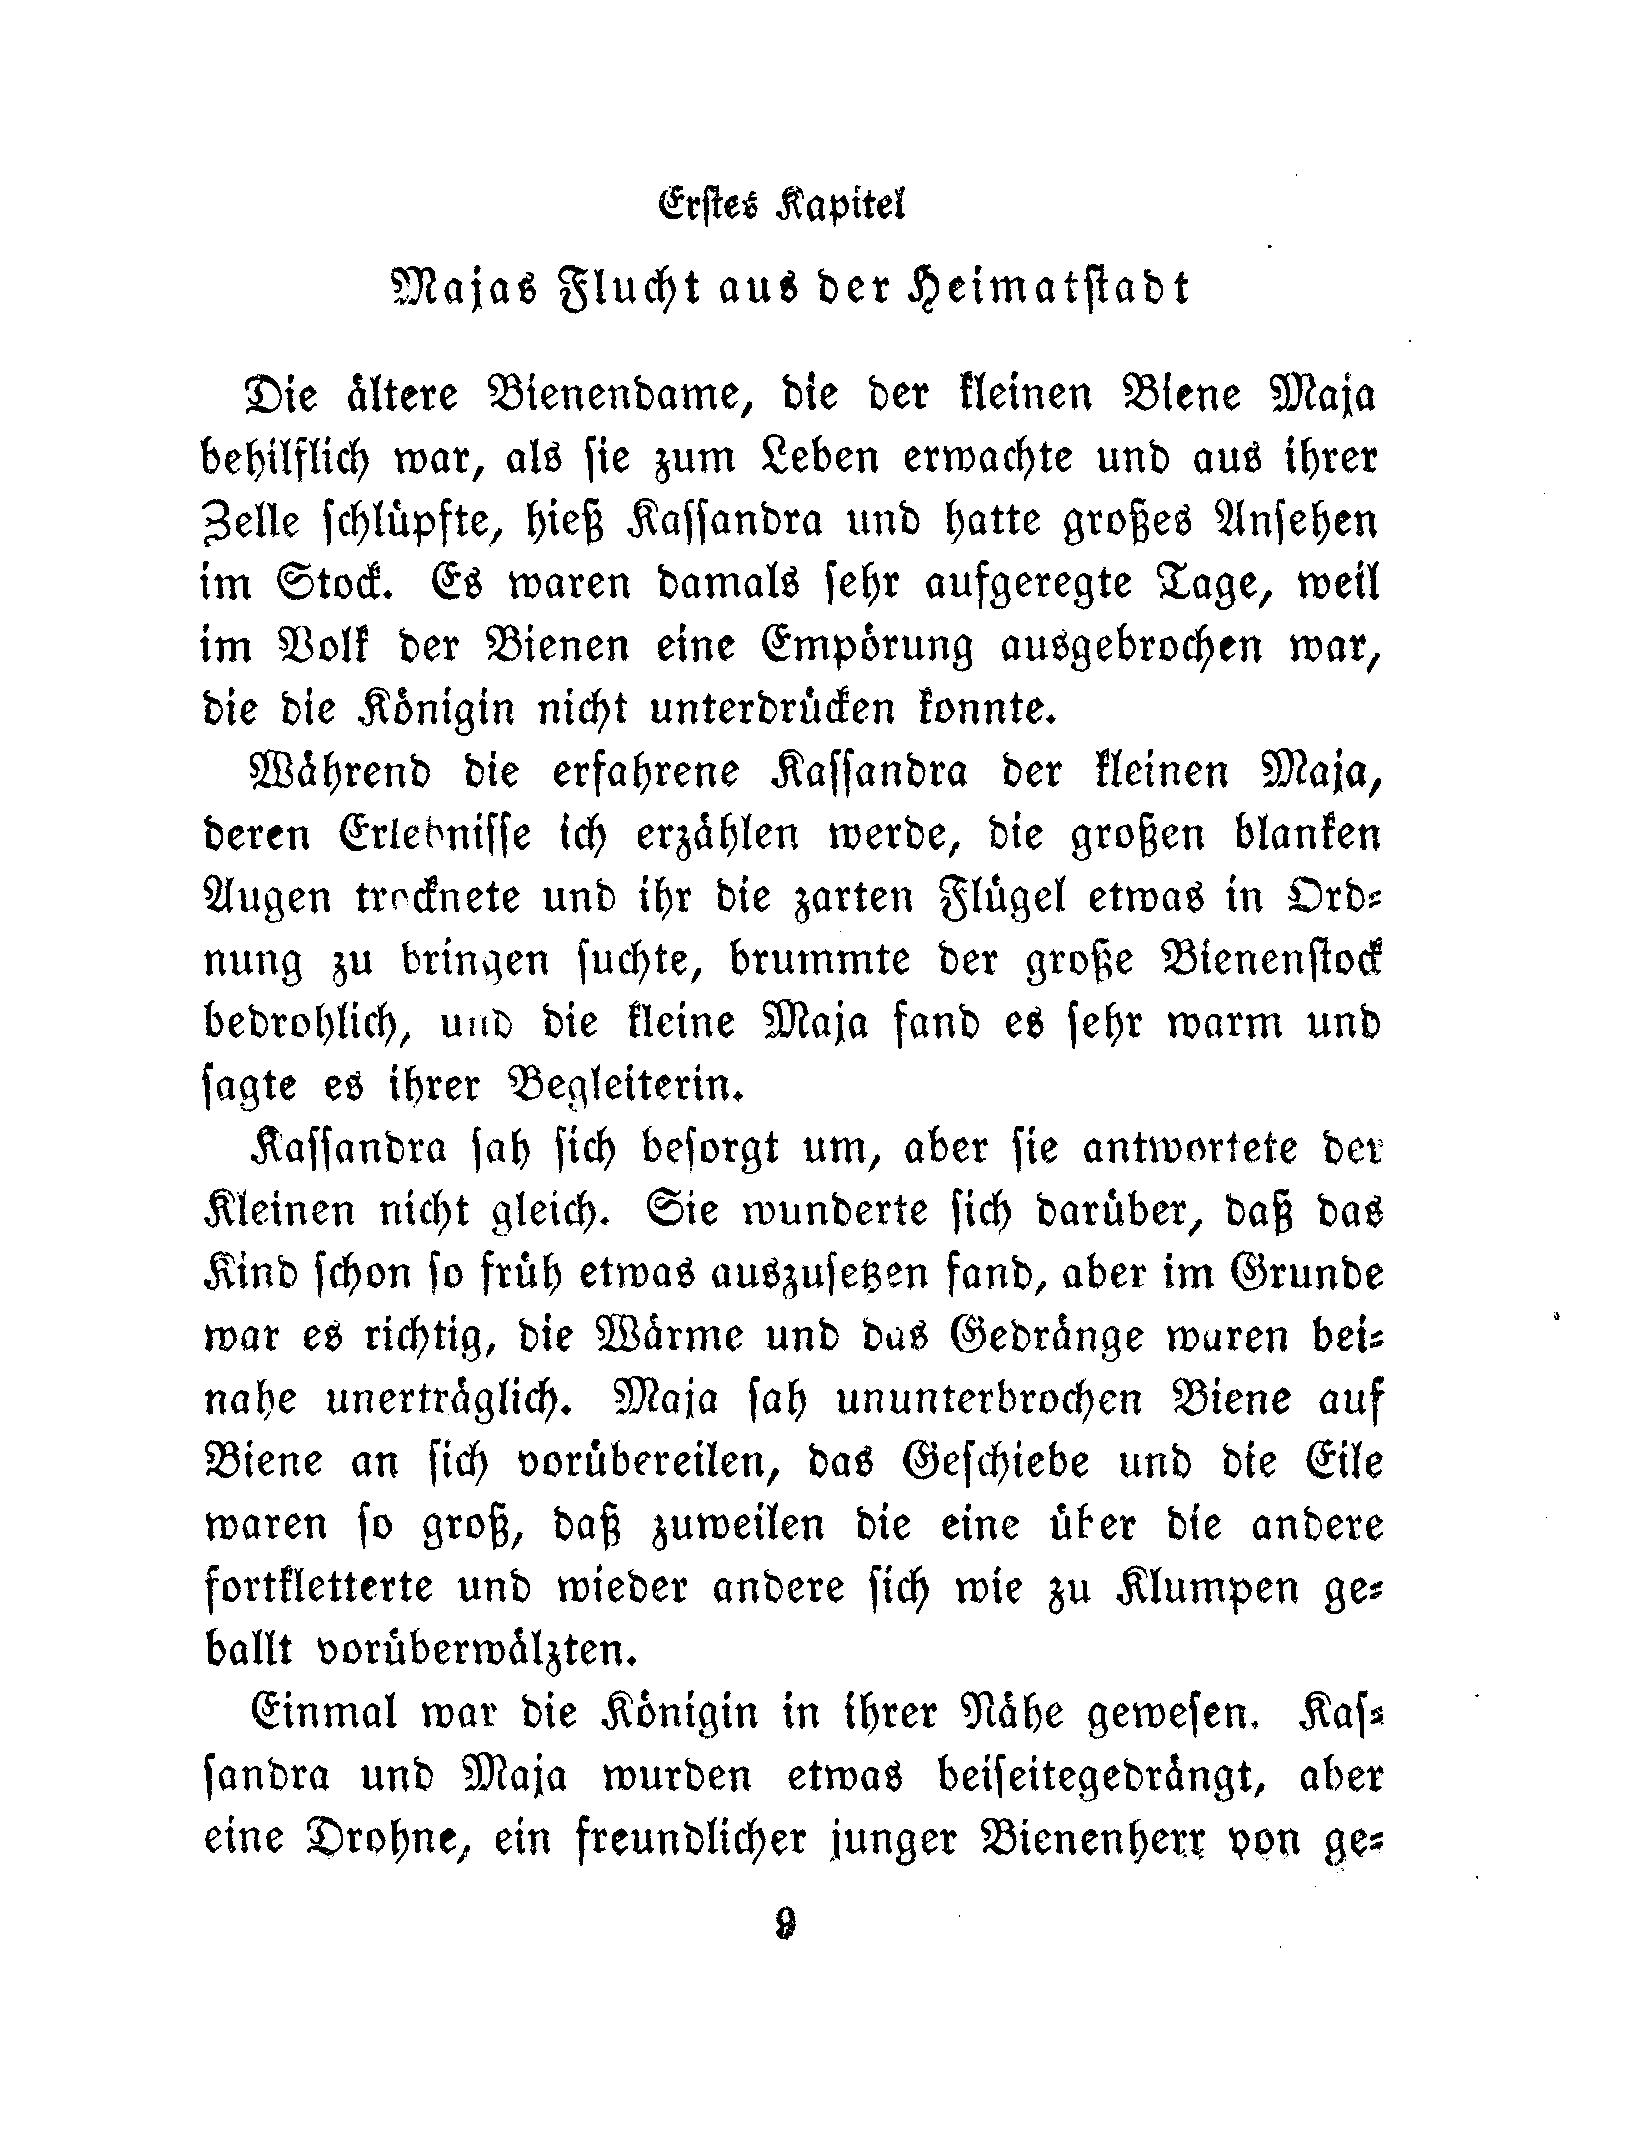 Erstes Kapitel
Majas Flucht aus der Heimatstadt
Die ältere Bienendame, die der kleinen Biene Maja
behilflich war, als sie zum Leben erwachte und aus ihrer
Zelle schlüpfte, hieß Kassandra und hatte großes Ansehen
im Stock. Es waren damals sehr aufgeregte Tage, weil
im Volk der Bienen eine Empörung ausgebrochen war,
die die Königin nicht unterdrücken konnte.
Während die erfahrene Kassandra der kleinen Maja,
deren Erlebnisse ich erzählen werde, die großen blanken
Augen trocknete und ihr die zarten Flügel etwas in Ord-
nung zu bringen suchte, brummte der große Bienenstock
bedrohlich, und die kleine Maja fand es sehr warm und
sagte es ihrer Begleiterin.
Kassandra sah sich besorgt um, aber sie antwortete der
Kleinen nicht gleich. Sie wunderte sich darüber, daß das
Kind schon so früh etwas auszusetzen fand, aber im Grunde
war es richtig, die Wärme und das Gedränge waren bei-
nahe unerträglich. Maja sah ununterbrochen Biene auf
Biene an sich vorübereilen, das Geschiebe und die Eile
waren so groß, daß zuweilen die eine über die andere
fortkletterte und wieder andere sich wie zu Klumpen ge-
ballt vorüberwälzten.
Einmal war die Königin in ihrer Nähe gewesen. Kas-
sandra und Maja wurden etwas beiseitegedrängt, aber
eine Drohne, ein freundlicher junger Bienenherr von ge-
9